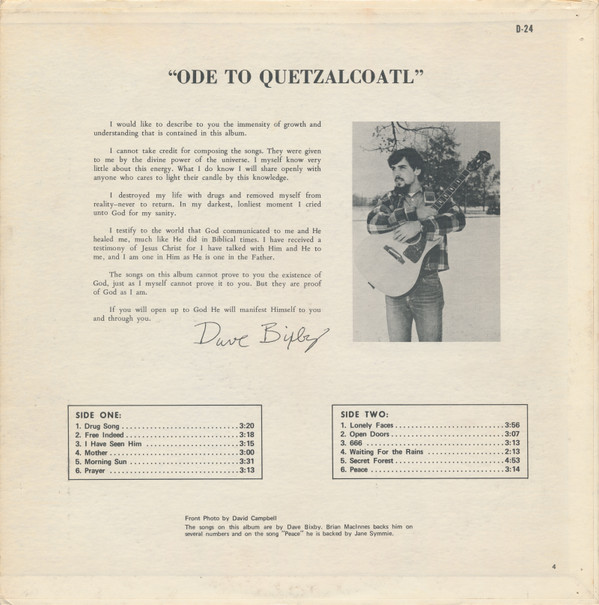 D-24
“ODE TO QUETZALCOATL”
I would like to describe to you the immensity of growth and
understanding that is contained in this album.
I cannot take credit for composing the songs. They were given
to me by the divine power of the universe. I myself know very
little about this energy. What I do know I will share openly with
anyone who cares to light their candle by this knowledge.
I destroyed my life with drugs and removed myself from
reality–never to return. In my darkest, lonliest moment I cried
unto God for my sanity.
I testify to the world that God communicated to me and He
healed me, much like He did in Biblical times. I have received a
testimony of Jesus Christ for I have talked with Him and He to
me, and I am one in Him as He is one in the Father.
The songs on this album cannot prove to you the existence of
God, just as I myself cannot prove it to you. But they are proof
of God as I am.
If you will open up to God He will manifest Himself to you
and through you.
Dave Bixby
SIDE ONE:
1. Drug Song . . . . . . . . . . . . . . . . . . . . . . . . . . . 3:20
2. Free Indeed . . . . . . . . . . . . . . . . . . . . . . . . . . 3:18
3. I Have Seen Him . . . . . . . . . . . . . . . . . . . . . . 3:15
4. Mother . . . . . . . . . . . . . . . . . . . . . . . . . . . . . 3:00
5. Morning Sun . . . . . . . . . . . . . . . . . . . . . . . . . 3:31
6. Prayer . . . . . . . . . . . . . . . . . . . . . . . . . . . . . 3:13
SIDE TWO:
1. Lonely Faces . . . . . . . . . . . . . . . . . . . . . . . . . 3:56
2. Open Doors . . . . . . . . . . . . . . . . . . . . . . . . . . 3:07
3. 666 . . . . . . . . . . . . . . . . . . . . . . . . . . . . . . . 3:13
4. Waiting For the Rains . . . . . . . . . . . . . . . . . . 2:13
5. Secret Forest . . . . . . . . . . . . . . . . . . . . . . . . . 4:53
6. Peace . . . . . . . . . . . . . . . . . . . . . . . . . . . . . . 3:14
Front Photo by David Campbell
The songs on this album are by Dave Bixby. Brian MacInnes backs him on
several numbers and on the song "Peace" he is backed by Jane Symmie.
4